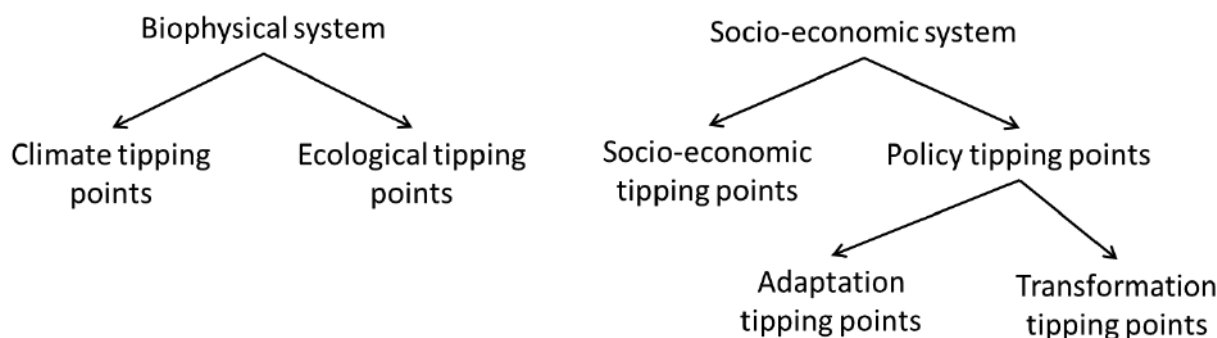 Biophysical system
Socio-economic system
Climate tipping
points
Ecological tipping
points
Socio-economic
tipping points
Policy tipping points
Adaptation
tipping points
Transformation
tipping points